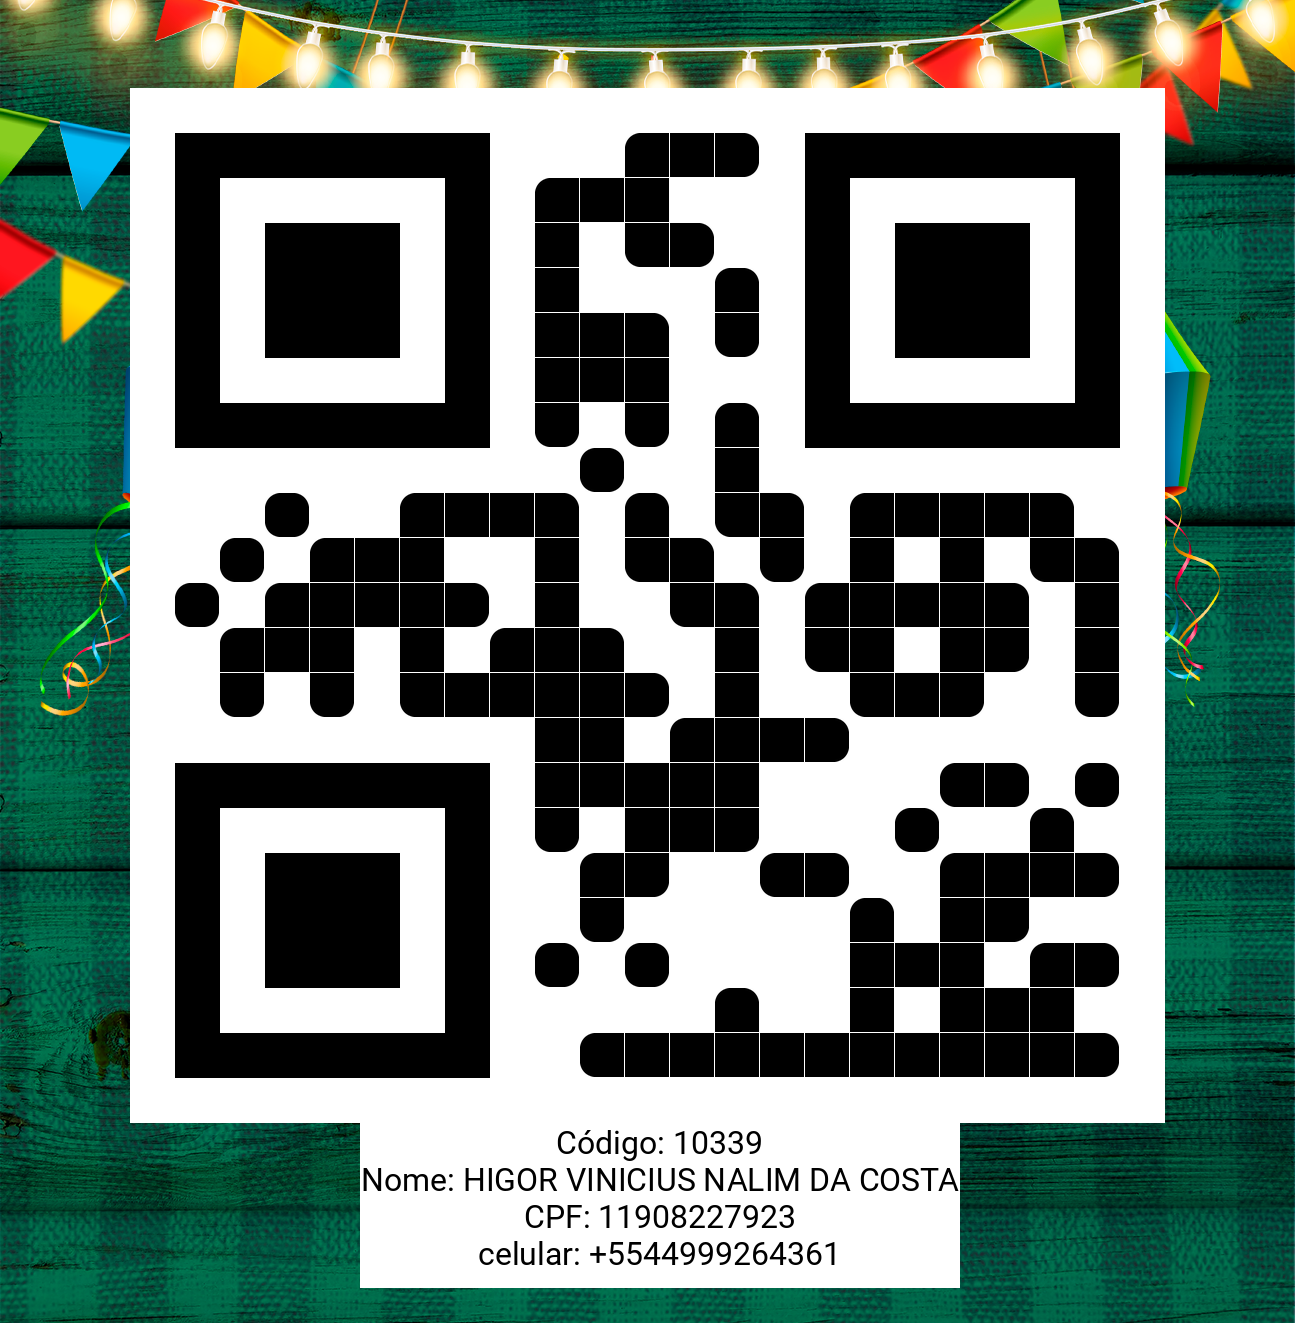 Código: 10339
Nome: HIGOR VINICIUS NALIM DA COSTA
CPF: 11908227923
celular: +5544999264361